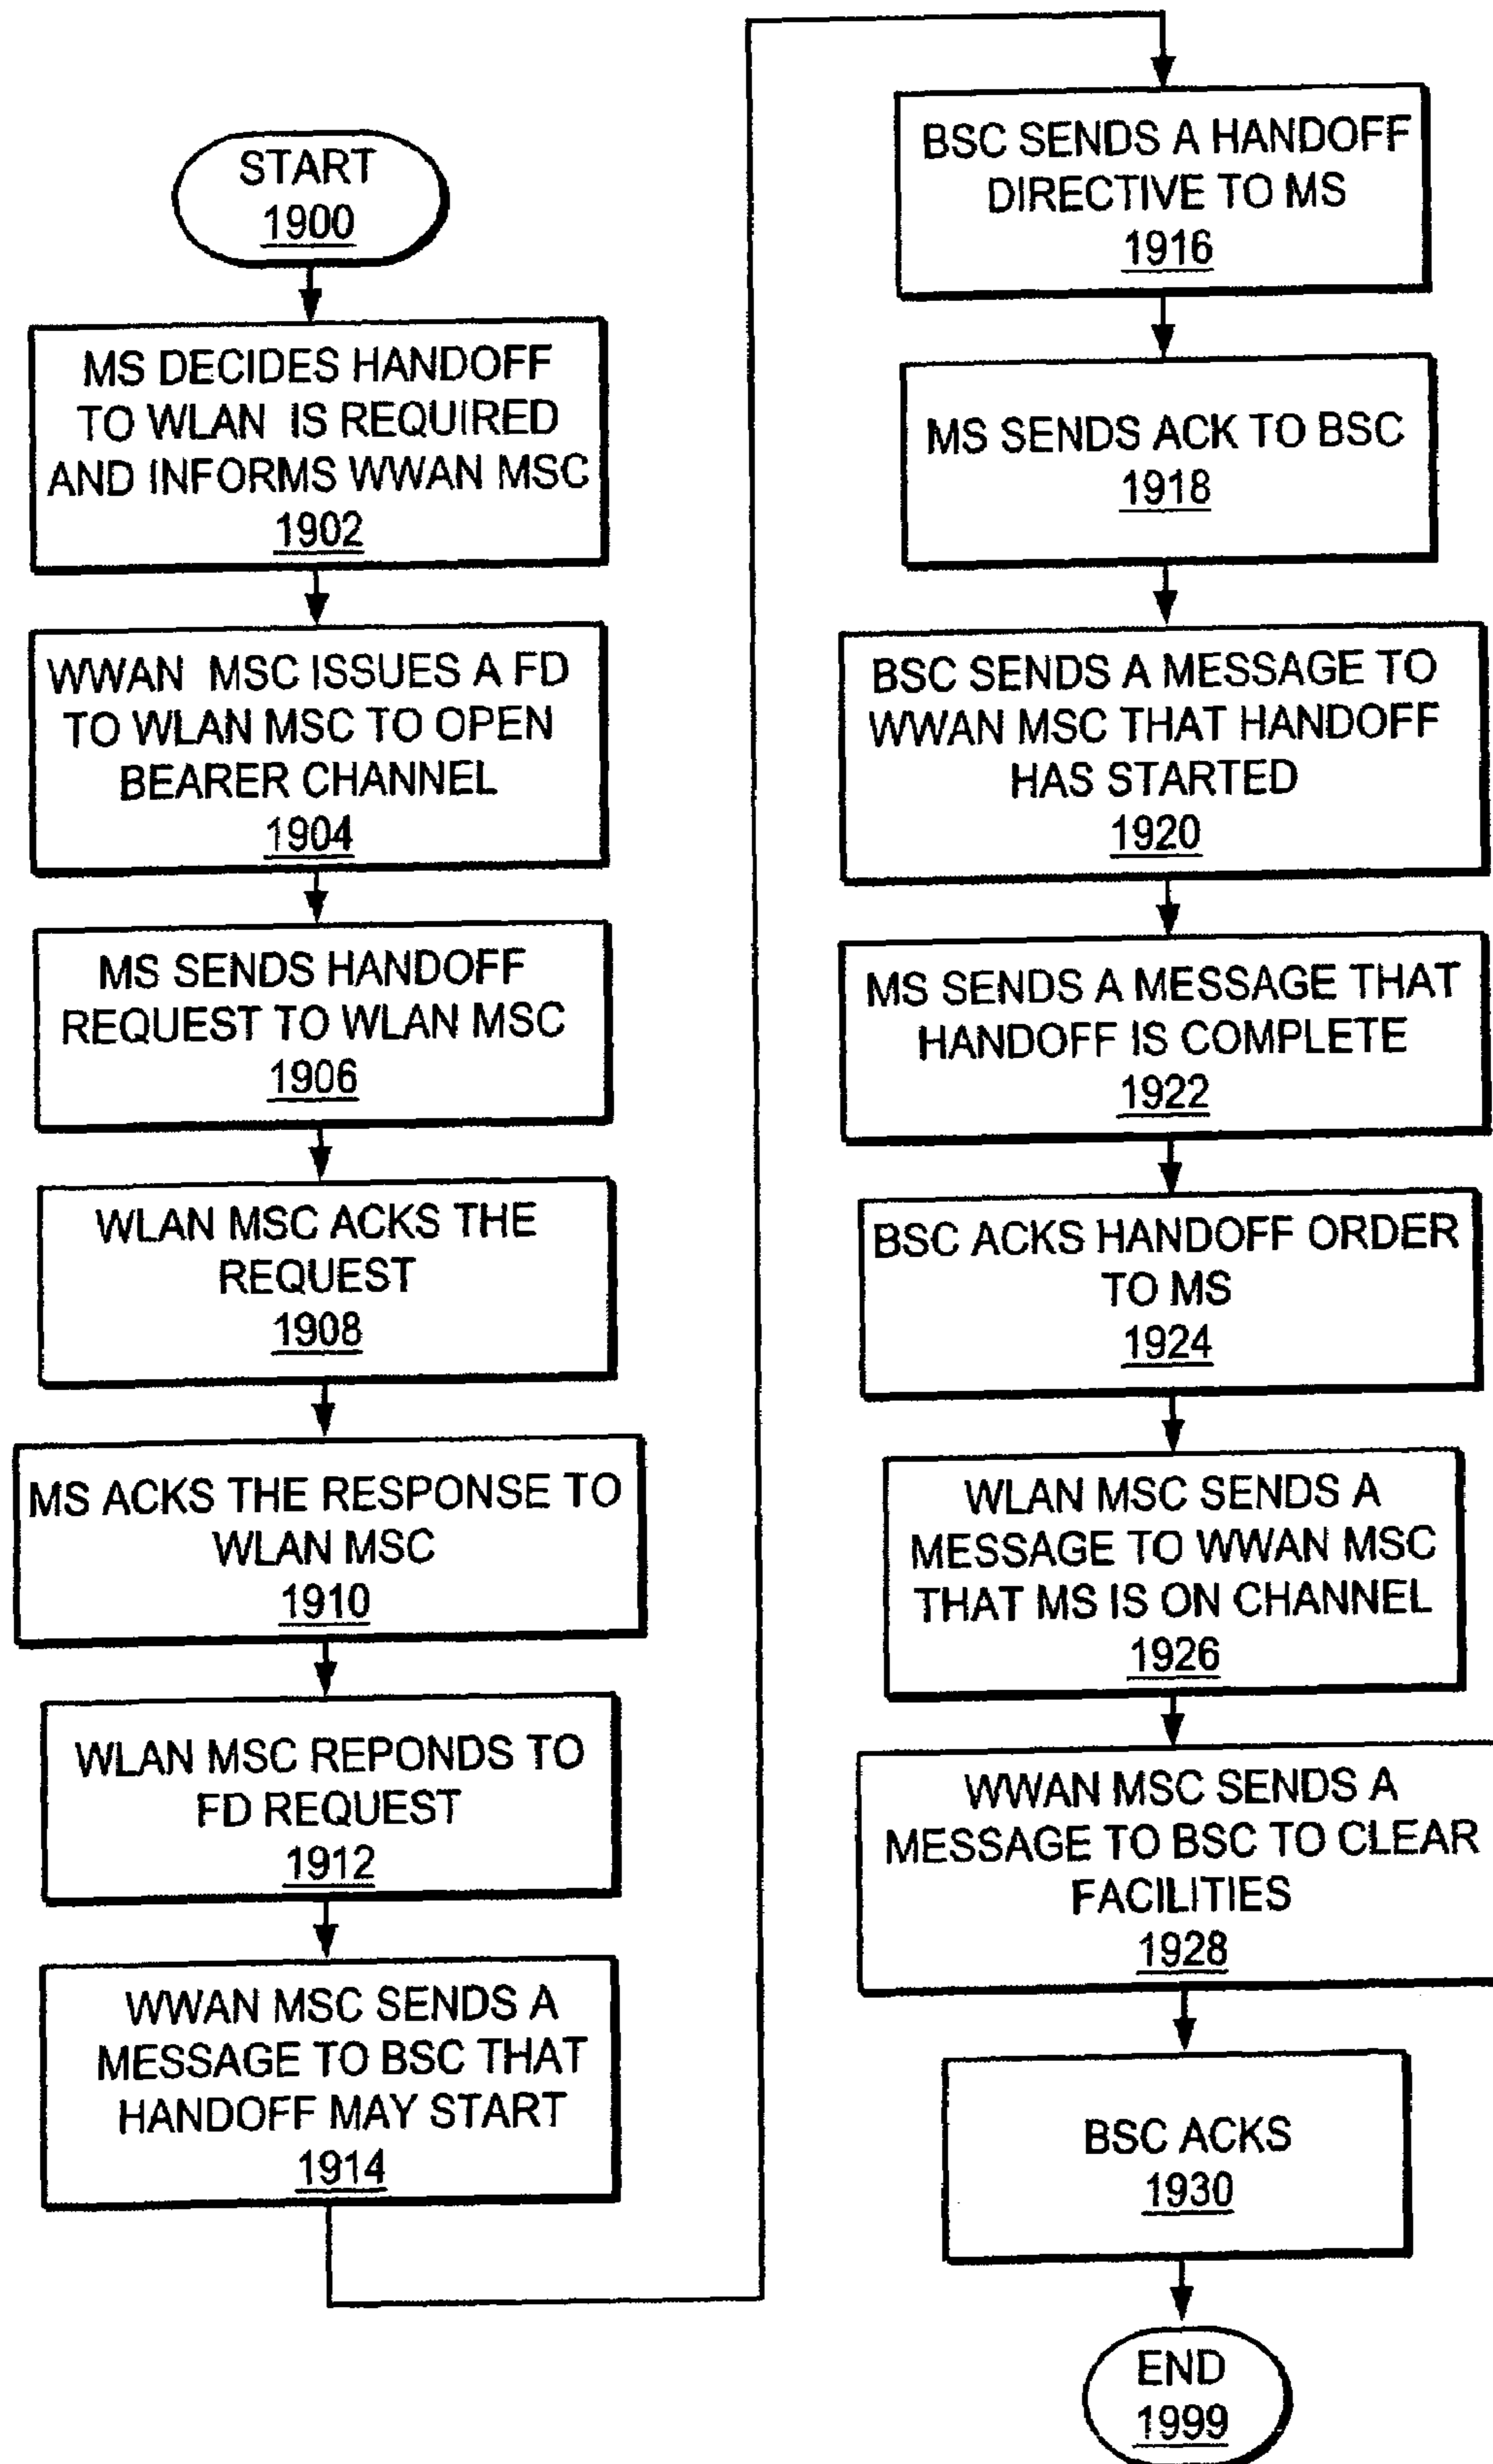 START
1900
MS DECIDES HANDOFF
TO WLAN IS REQUIRED
AND INFORMS WWAN MSC
1902
WWAN MSC ISSUES A FD
TO WLAN MSC TO OPEN
BEARER CHANNEL
1904
MS SENDS HANDOFF
REQUEST TO WLAN MSC
1906
WLAN MSC ACKS THE
REQUEST
1908
MS ACKS THE RESPONSE TO
WLAN MSC
1910
WLAN MSC REPONDS TO
FD REQUEST
1912
WWAN MSC SENDS A
MESSAGE TO BSC THAT
HANDOFF MAY START
1914
BSC SENDS A HANDOFF
DIRECTIVE TO MS
1916
MS SENDS ACK TO BSC
1918
BSC SENDS A MESSAGE TO
WWAN MSC THAT HANDOFF
HAS STARTED
1920
MS SENDS A MESSAGE THAT
HANDOFF IS COMPLETE
1922
BSC ACKS HANDOFF ORDER
TO MS
1924
WLAN MSC SENDS A
MESSAGE TO WWAN MSC
THAT MS IS ON CHANNEL
1926
WWAN MSC SENDS A
MESSAGE TO BSC TO CLEAR
FACILITIES
1928
BSC ACKS
1930
END
1999